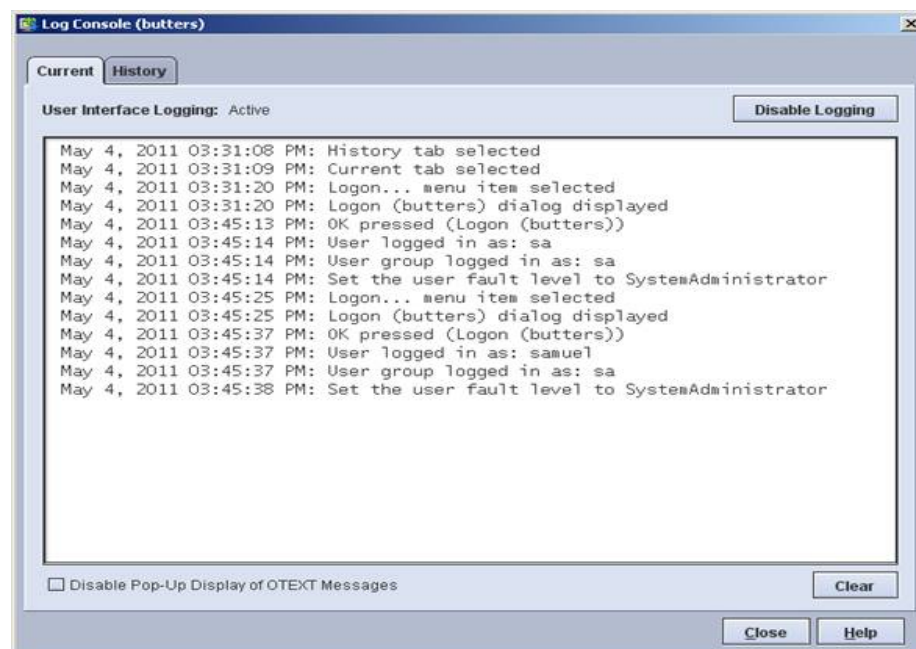 Log Console (butters)
Current History
User Interface Logging: Active
Disable Logging
May 4, 2011 03:31:08 PM: History tab selected
May 4, 2011 03:31:09 PM: Current tab selected
May 4, 2011 03:31:20 PM: Logon... menu item selected
May 4, 2011 03:31:20 PM: Logon (butters) dialog displayed
May 4, 2011 03:45:13 PM: OK pressed (Logon (butters))
May 4, 2011 03:45:14 PM: User logged in as: sa
May 4, 2011 03:45:14 PM: User group logged in as: sa
May 4, 2011 03:45:14 PM: Set the user fault level to SystemAdministrator
May 4, 2011 03:45:25 PM: Logon... menu item selected
May 4, 2011 03:45:25 PM: Logon (butters) dialog displayed
May 4, 2011 03:45:37 PM: OK pressed (Logon (butters))
May 4, 2011 03:45:37 PM: User logged in as: samuel
May 4, 2011 03:45:37 PM: User group logged in as: sa
May 4, 2011 03:45:38 PM: Set the user fault level to SystemAdministrator
Disable Pop-Up Display of OTEXT Messages
Clear
Close Help